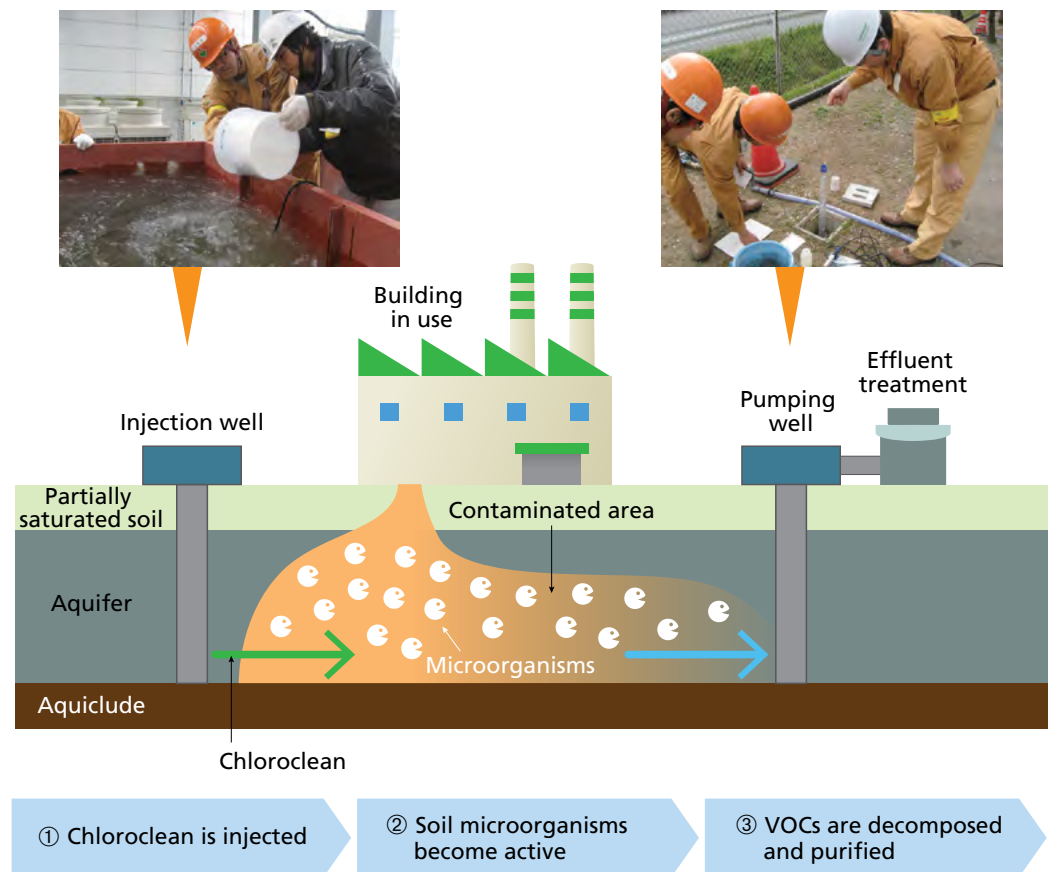 Building
in use
Effluent
treatment
Injection well
Pumping
well
Partially
saturated soil
Contaminated area
Aquifer
Microorganisms
Aquiclude
Chloroclean
① Chloroclean is injected
② Soil microorganisms
become active
③ VOCs are decomposed
and purified